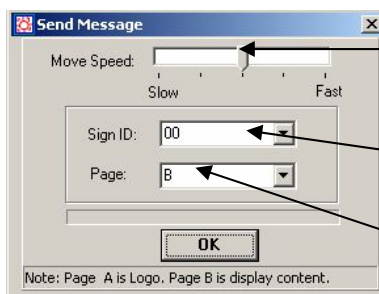 Send Message
Move Speed:
Slow Fast
Sign ID: 00
Page: B
OK
Note: Page A is Logo. Page B is display content.